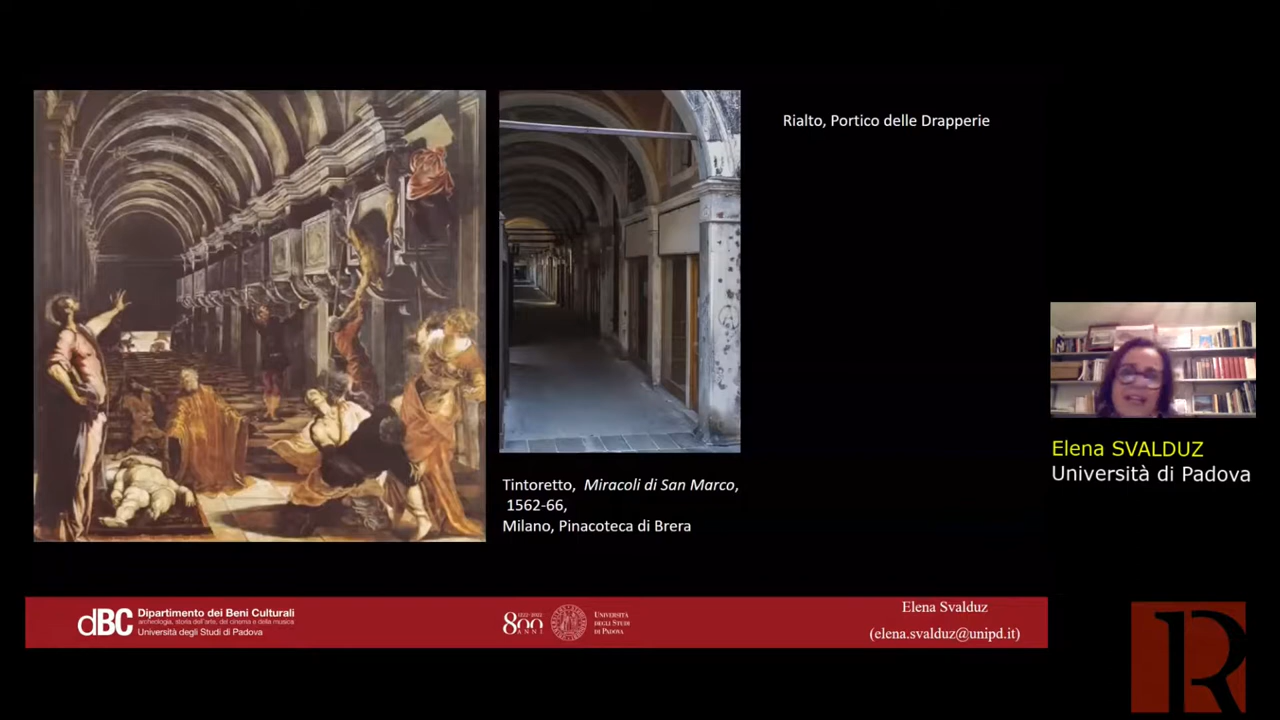 Rialto, Portico delle Drapperie
Tintoretto, Miracoli di San Marco,
1562-66,
Milano, Pinacoteca di Brera
Elena SVALDUZ
Università di Padova
dBC
Dipartimento dei Beni Culturali
archeologia, storia dell'arte, del cinema e della musica
Università degli Studi di Padova
1222-2022
800
ANNI
UNIVERSITÀ
DEGLI STUDI
DI PADOVA
Elena Svalduz
(elena.svalduz@unipd.it)
R